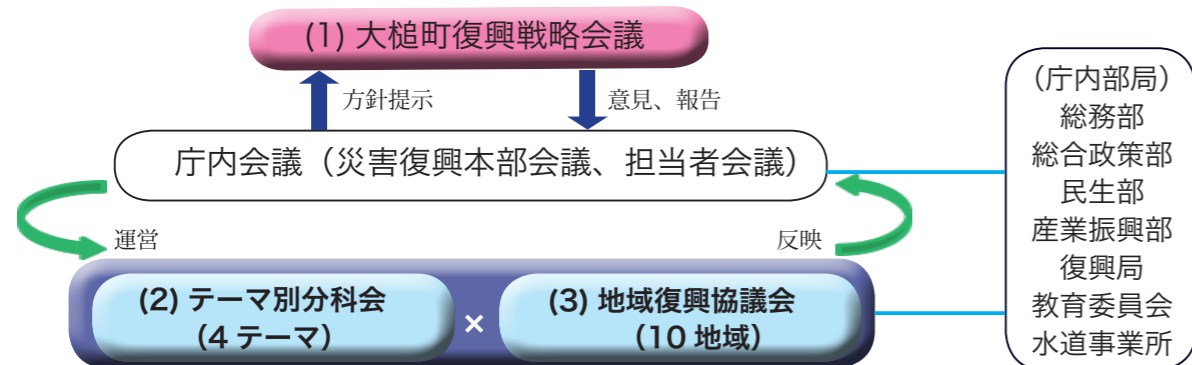 (1) 大槌町復興戦略会議
方針提示
意見、報告
庁内会議（災害復興本部会議、担当者会議）
運営
反映
(2) テーマ別分科会
（4 テーマ）
×
(3) 地域復興協議会
（10 地域）
（庁内部局）
総務部
総合政策部
民生部
産業振興部
復興局
教育委員会
水道事業所